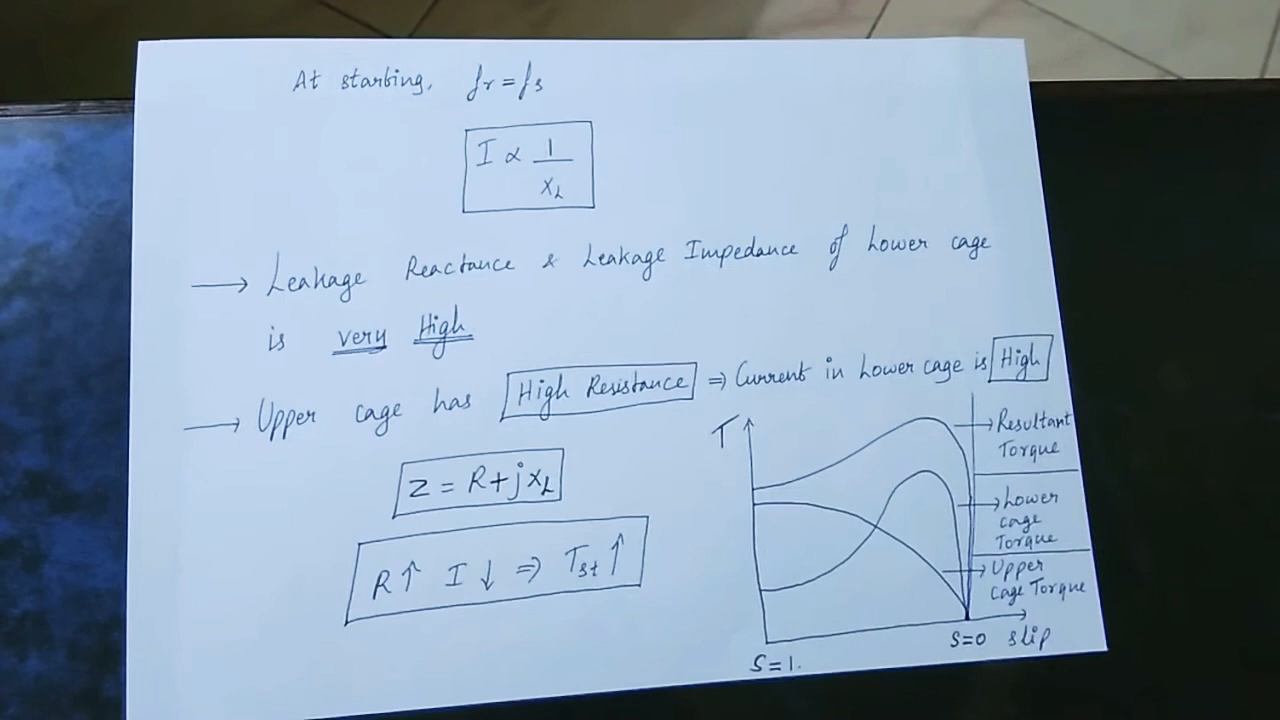 At starting, fr = fs
I ∝ 1/XL
→ Leakage Reactance & Leakage Impedance of Lower cage
is very High
→ Upper cage has High Resistance ⇒ Current in Lower cage is High
Z = R + jXL
R↑ I↓ ⇒ Tst↑
T
Resultant
Torque
Lower
cage
Torque
Upper
cage Torque
S=0 slip
S=1.